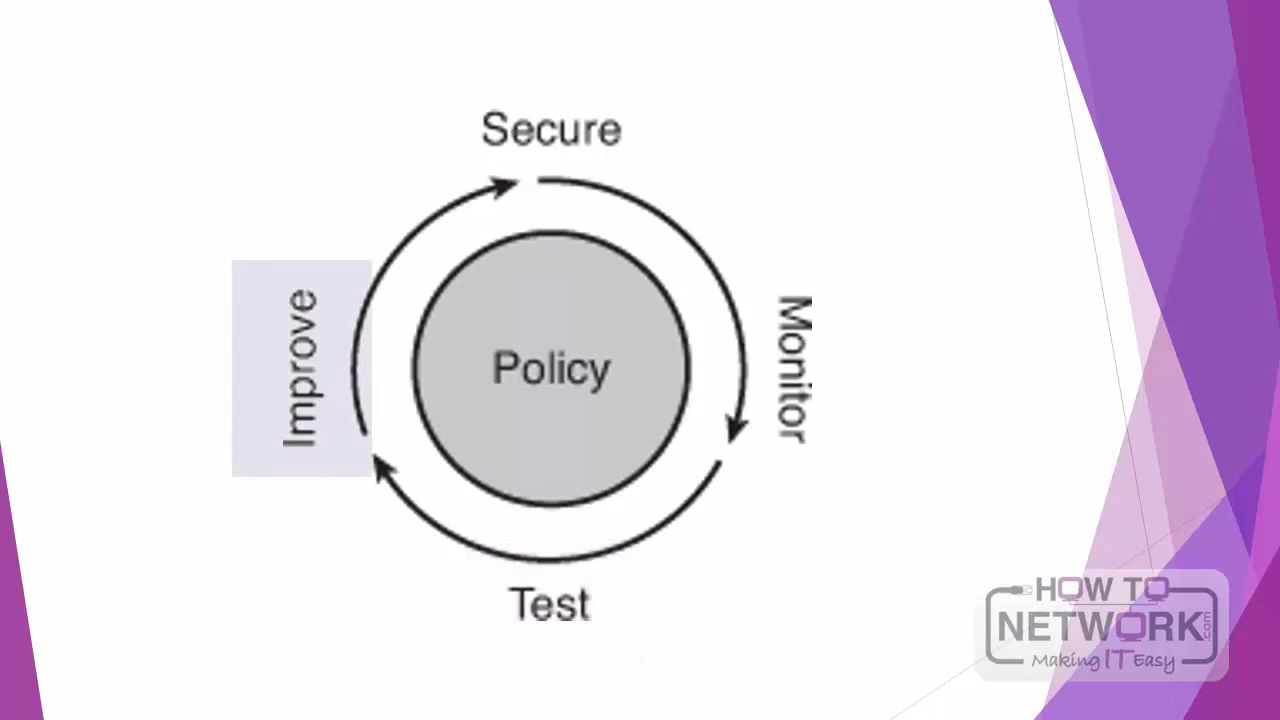 Secure
Improve
Policy
Monitor
Test
HOW TO
NETWORK.com
Making IT Easy